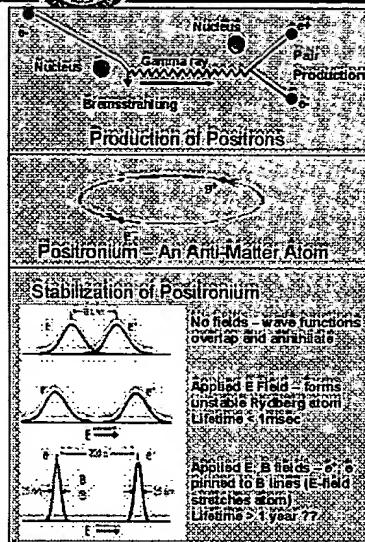 e-
Nucleus
e+
Nucleus
Gamma ray
Pair
Production
Bremsstrahlung
e-
Production of Positrons
Positronium – An Anti-Matter Atom
Stabilization of Positronium
No fields – wave functions
overlap and annihilate
Applied E Field – forms
unstable Rydberg atom
Lifetime < 1msec
E
Applied E, B fields – e+, e-
pinned to B lines (E-field
stretches atom)
Lifetime > 1 year ??
B
E